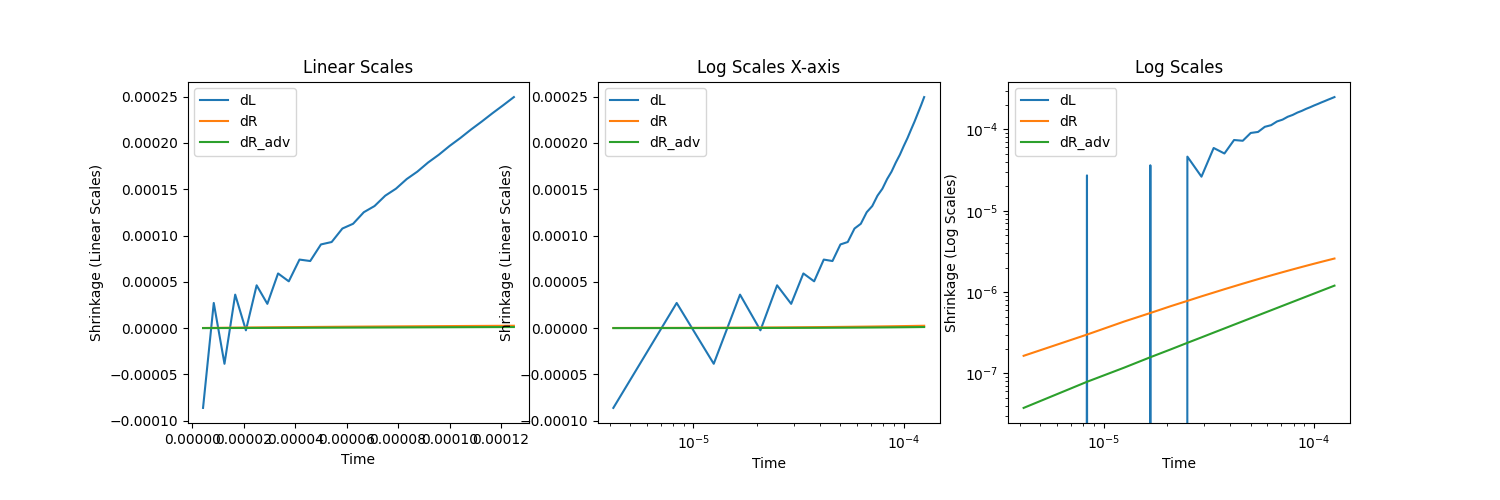 Linear Scales
dL
dR
dR_adv
0.00025
0.00020
0.00015
0.00010
0.00005
0.00000
−0.00005
−0.00010
Shrinkage (Linear Scales)
0.00000
0.00002
0.00004
0.00006
0.00008
0.00010
0.00012
Time
Log Scales X-axis
dL
dR
dR_adv
0.00025
0.00020
0.00015
0.00010
0.00005
0.00000
−0.00005
−0.00010
Shrinkage (Linear Scales)
10⁻⁵
10⁻⁴
Time
Log Scales
dL
dR
dR_adv
10⁻⁴
10⁻⁵
10⁻⁶
10⁻⁷
Shrinkage (Log Scales)
10⁻⁵
10⁻⁴
Time